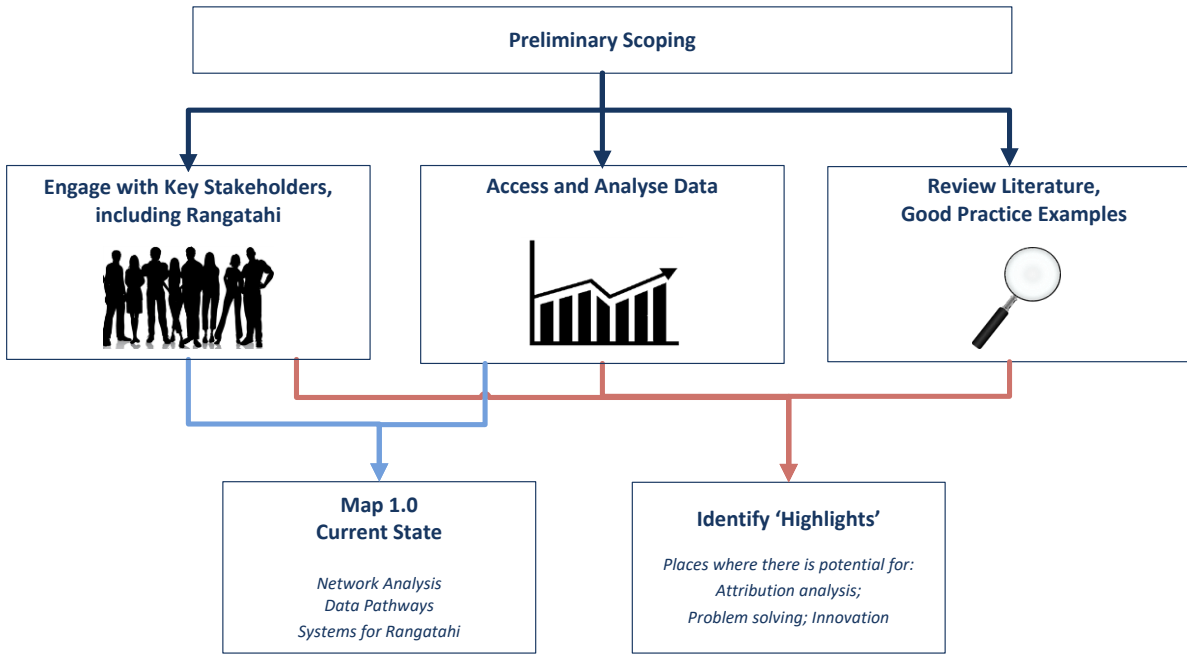 Preliminary Scoping
Engage with Key Stakeholders,
including Rangatahi
Access and Analyse Data
Review Literature,
Good Practice Examples
Map 1.0
Current State
Network Analysis
Data Pathways
Systems for Rangatahi
Identify ‘Highlights’
Places where there is potential for:
Attribution analysis;
Problem solving; Innovation